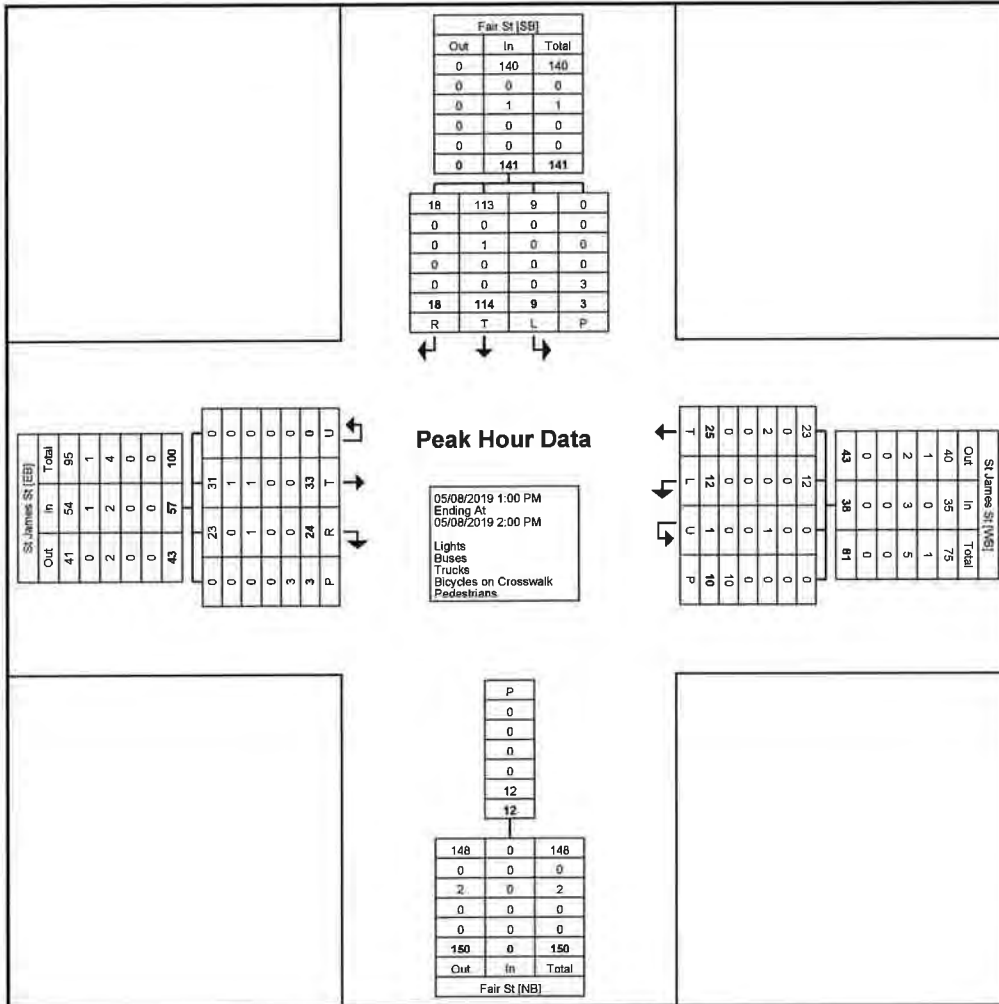 Fair St [SB]
Out In Total
0 140 140
0 0 0
0 1 1
0 0 0
0 0 0
0 141 141
18 113 9 0
0 0 0 0
0 1 0 0
0 0 0 0
0 0 0 3
18 114 9 3
R T L P
St James St [EB]
Total 95 1 4 0 0 100
In 54 1 2 0 0 57
Out 41 0 2 0 0 43
0 0 0 0 0 0 U
31 1 1 0 0 33 T
23 0 1 0 0 24 R
0 0 0 0 3 3 P
Peak Hour Data
05/08/2019 1:00 PM
Ending At
05/08/2019 2:00 PM
Lights
Buses
Trucks
Bicycles on Crosswalk
Pedestrians
T 25 0 0 2 0 23
L 12 0 0 0 0 12
U 1 0 0 1 0 0
P 10 10 0 0 0 0
St James St [WB]
Out 40 1 2 0 0 43
In 35 0 3 0 0 38
Total 75 1 5 0 0 81
P
0
0
0
0
12
12
148 0 148
0 0 0
2 0 2
0 0 0
0 0 0
150 0 150
Out In Total
Fair St [NB]